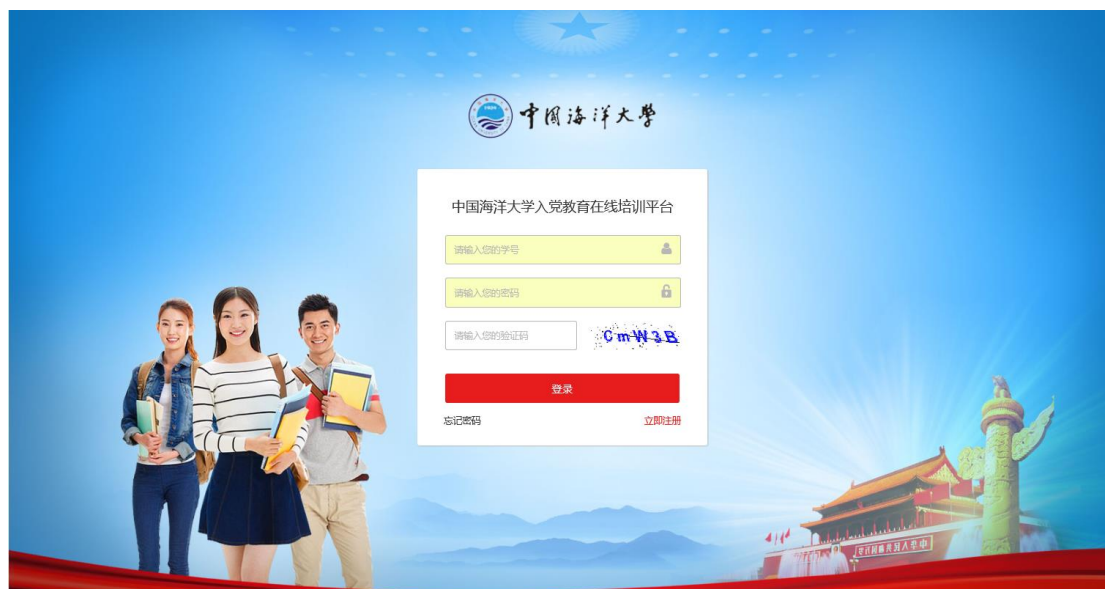 中国海洋大学
中国海洋大学入党教育在线培训平台
请输入您的学号
请输入您的密码
请输入您的验证码
CmW3B
登录
忘记密码 立即注册